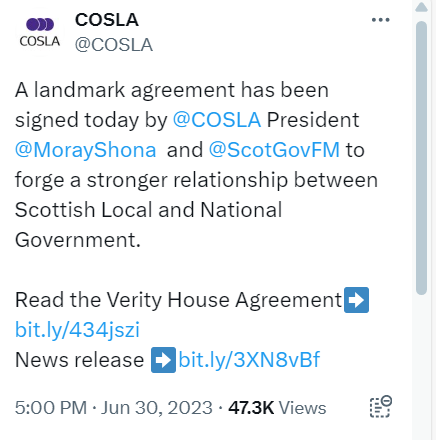 COSLA
COSLA
@COSLA
A landmark agreement has been
signed today by @COSLA President
@MorayShona and @ScotGovFM to
forge a stronger relationship between
Scottish Local and National
Government.
Read the Verity House Agreement➡️
bit.ly/434jszi
News release ➡️bit.ly/3XN8vBf
5:00 PM · Jun 30, 2023 · 47.3K Views